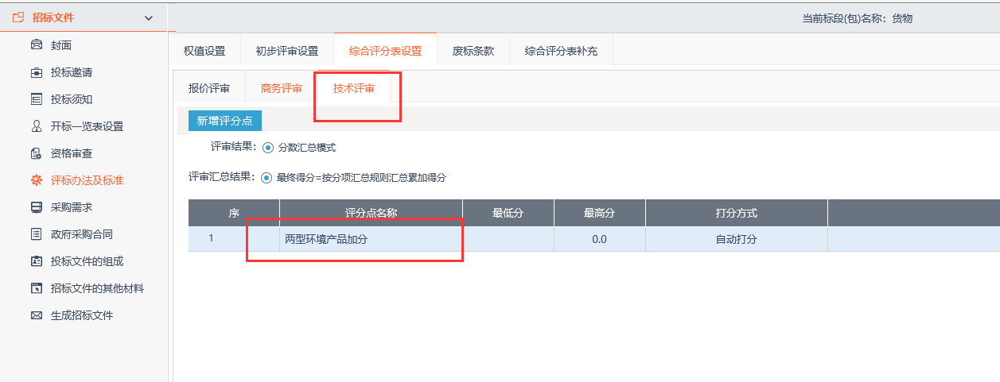 招标文件
当前标段(包)名称：货物
封面
投标邀请
投标须知
开标一览表设置
资格审查
评标办法及标准
采购需求
政府采购合同
投标文件的组成
招标文件的其他材料
生成招标文件
权值设置 初步评审设置 综合评分表设置 废标条款 综合评分表补充
报价评审 商务评审 技术评审
新增评分点
评审结果： 分数汇总模式
评审汇总结果： 最终得分=按分项汇总规则汇总累加得分
序 评分点名称 最低分 最高分 打分方式
1 两型环境产品加分 0.0 自动打分